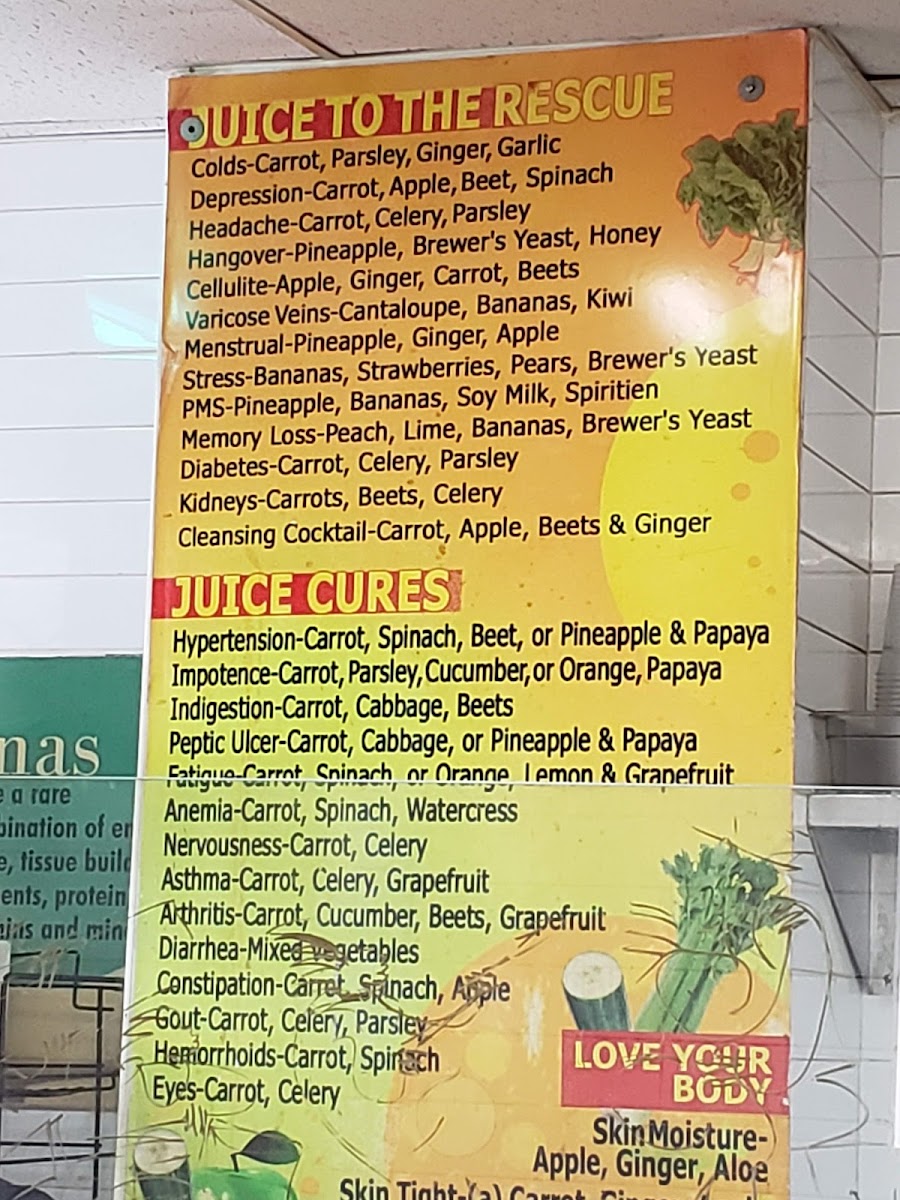 JUICE TO THE RESCUE
Colds-Carrot, Parsley, Ginger, Garlic
Depression-Carrot, Apple, Beet, Spinach
Headache-Carrot, Celery, Parsley
Hangover-Pineapple, Brewer's Yeast, Honey
Cellulite-Apple, Ginger, Carrot, Beets
Varicose Veins-Cantaloupe, Bananas, Kiwi
Menstrual-Pineapple, Ginger, Apple
Stress-Bananas, Strawberries, Pears, Brewer's Yeast
PMS-Pineapple, Bananas, Soy Milk, Spiritien
Memory Loss-Peach, Lime, Bananas, Brewer's Yeast
Diabetes-Carrot, Celery, Parsley
Kidneys-Carrots, Beets, Celery
Cleansing Cocktail-Carrot, Apple, Beets & Ginger
JUICE CURES
Hypertension-Carrot, Spinach, Beet, or Pineapple & Papaya
Impotence-Carrot, Parsley, Cucumber, or Orange, Papaya
Indigestion-Carrot, Cabbage, Beets
Peptic Ulcer-Carrot, Cabbage, or Pineapple & Papaya
Fatigue-Carrot, Spinach, or Orange, Lemon & Grapefruit
Anemia-Carrot, Spinach, Watercress
Nervousness-Carrot, Celery
Asthma-Carrot, Celery, Grapefruit
Arthritis-Carrot, Cucumber, Beets, Grapefruit
Diarrhea-Mixed vegetables
Constipation-Carrot, Spinach, Apple
Gout-Carrot, Celery, Parsley
Hemorrhoids-Carrot, Spinach
Eyes-Carrot, Celery
LOVE YOUR
BODY
Skin Moisture-
Apple, Ginger, Aloe
Skin Tight-(a) Carrot,
nas
e a rare
bination of en
e, tissue build
ents, protein
ins and min